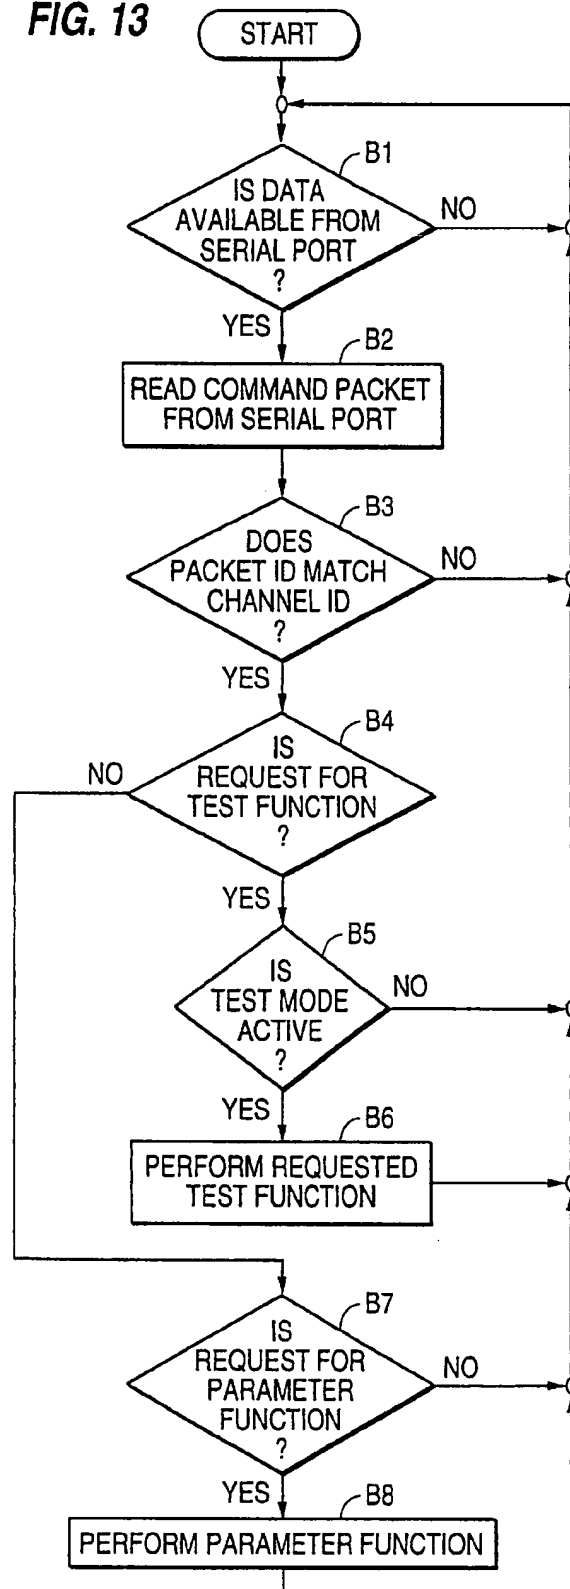 FIG. 13
START
B1
IS DATA
AVAILABLE FROM
SERIAL PORT
?
NO
YES
B2
READ COMMAND PACKET
FROM SERIAL PORT
B3
DOES
PACKET ID MATCH
CHANNEL ID
?
NO
YES
B4
IS
REQUEST FOR
TEST FUNCTION
?
NO
YES
B5
IS
TEST MODE
ACTIVE
?
NO
YES
B6
PERFORM REQUESTED
TEST FUNCTION
B7
IS
REQUEST FOR
PARAMETER
FUNCTION
?
NO
YES
B8
PERFORM PARAMETER FUNCTION